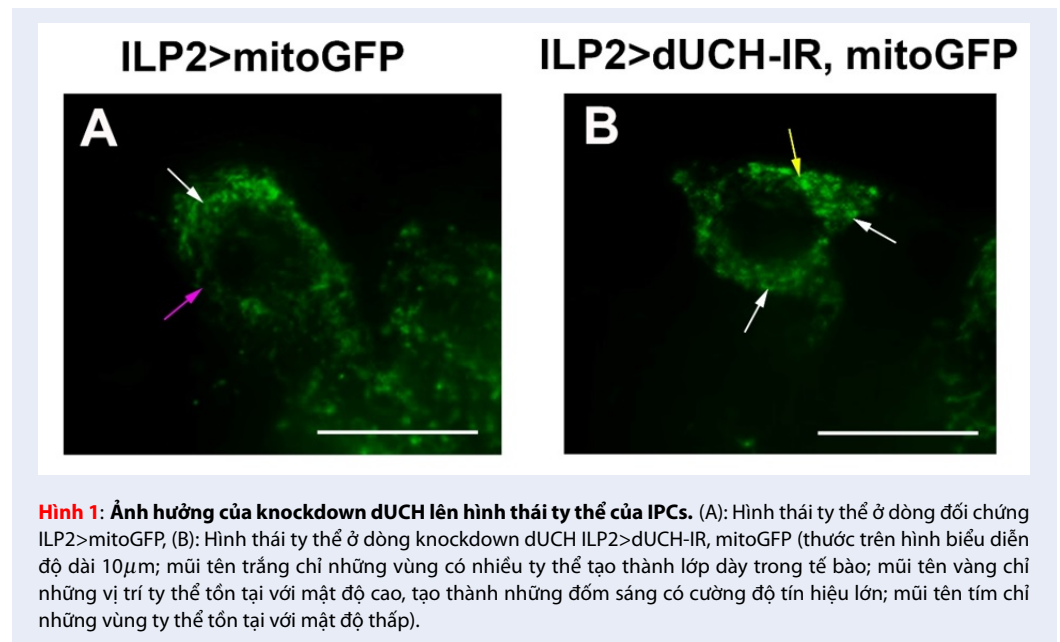 ILP2>mitoGFP
ILP2>dUCH-IR, mitoGFP
A
B
Hình 1: Ảnh hưởng của knockdown dUCH lên hình thái ty thể của IPCs. (A): Hình thái ty thể ở dòng đối chứng
ILP2>mitoGFP, (B): Hình thái ty thể ở dòng knockdown dUCH ILP2>dUCH-IR, mitoGFP (thước trên hình biểu diễn
độ dài 10μm; mũi tên trắng chỉ những vùng có nhiều ty thể tạo thành lớp dày trong tế bào; mũi tên vàng chỉ
những vị trí ty thể tồn tại với mật độ cao, tạo thành những đốm sáng có cường độ tín hiệu lớn; mũi tên tím chỉ
những vùng ty thể tồn tại với mật độ thấp).